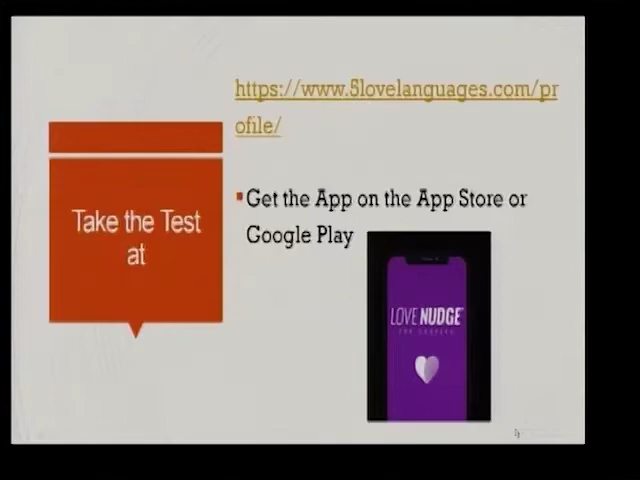 https://www.5lovelanguages.com/pr
ofile/
Take the Test
at
Get the App on the App Store or
Google Play
LOVE NUDGE
FOR COUPLES